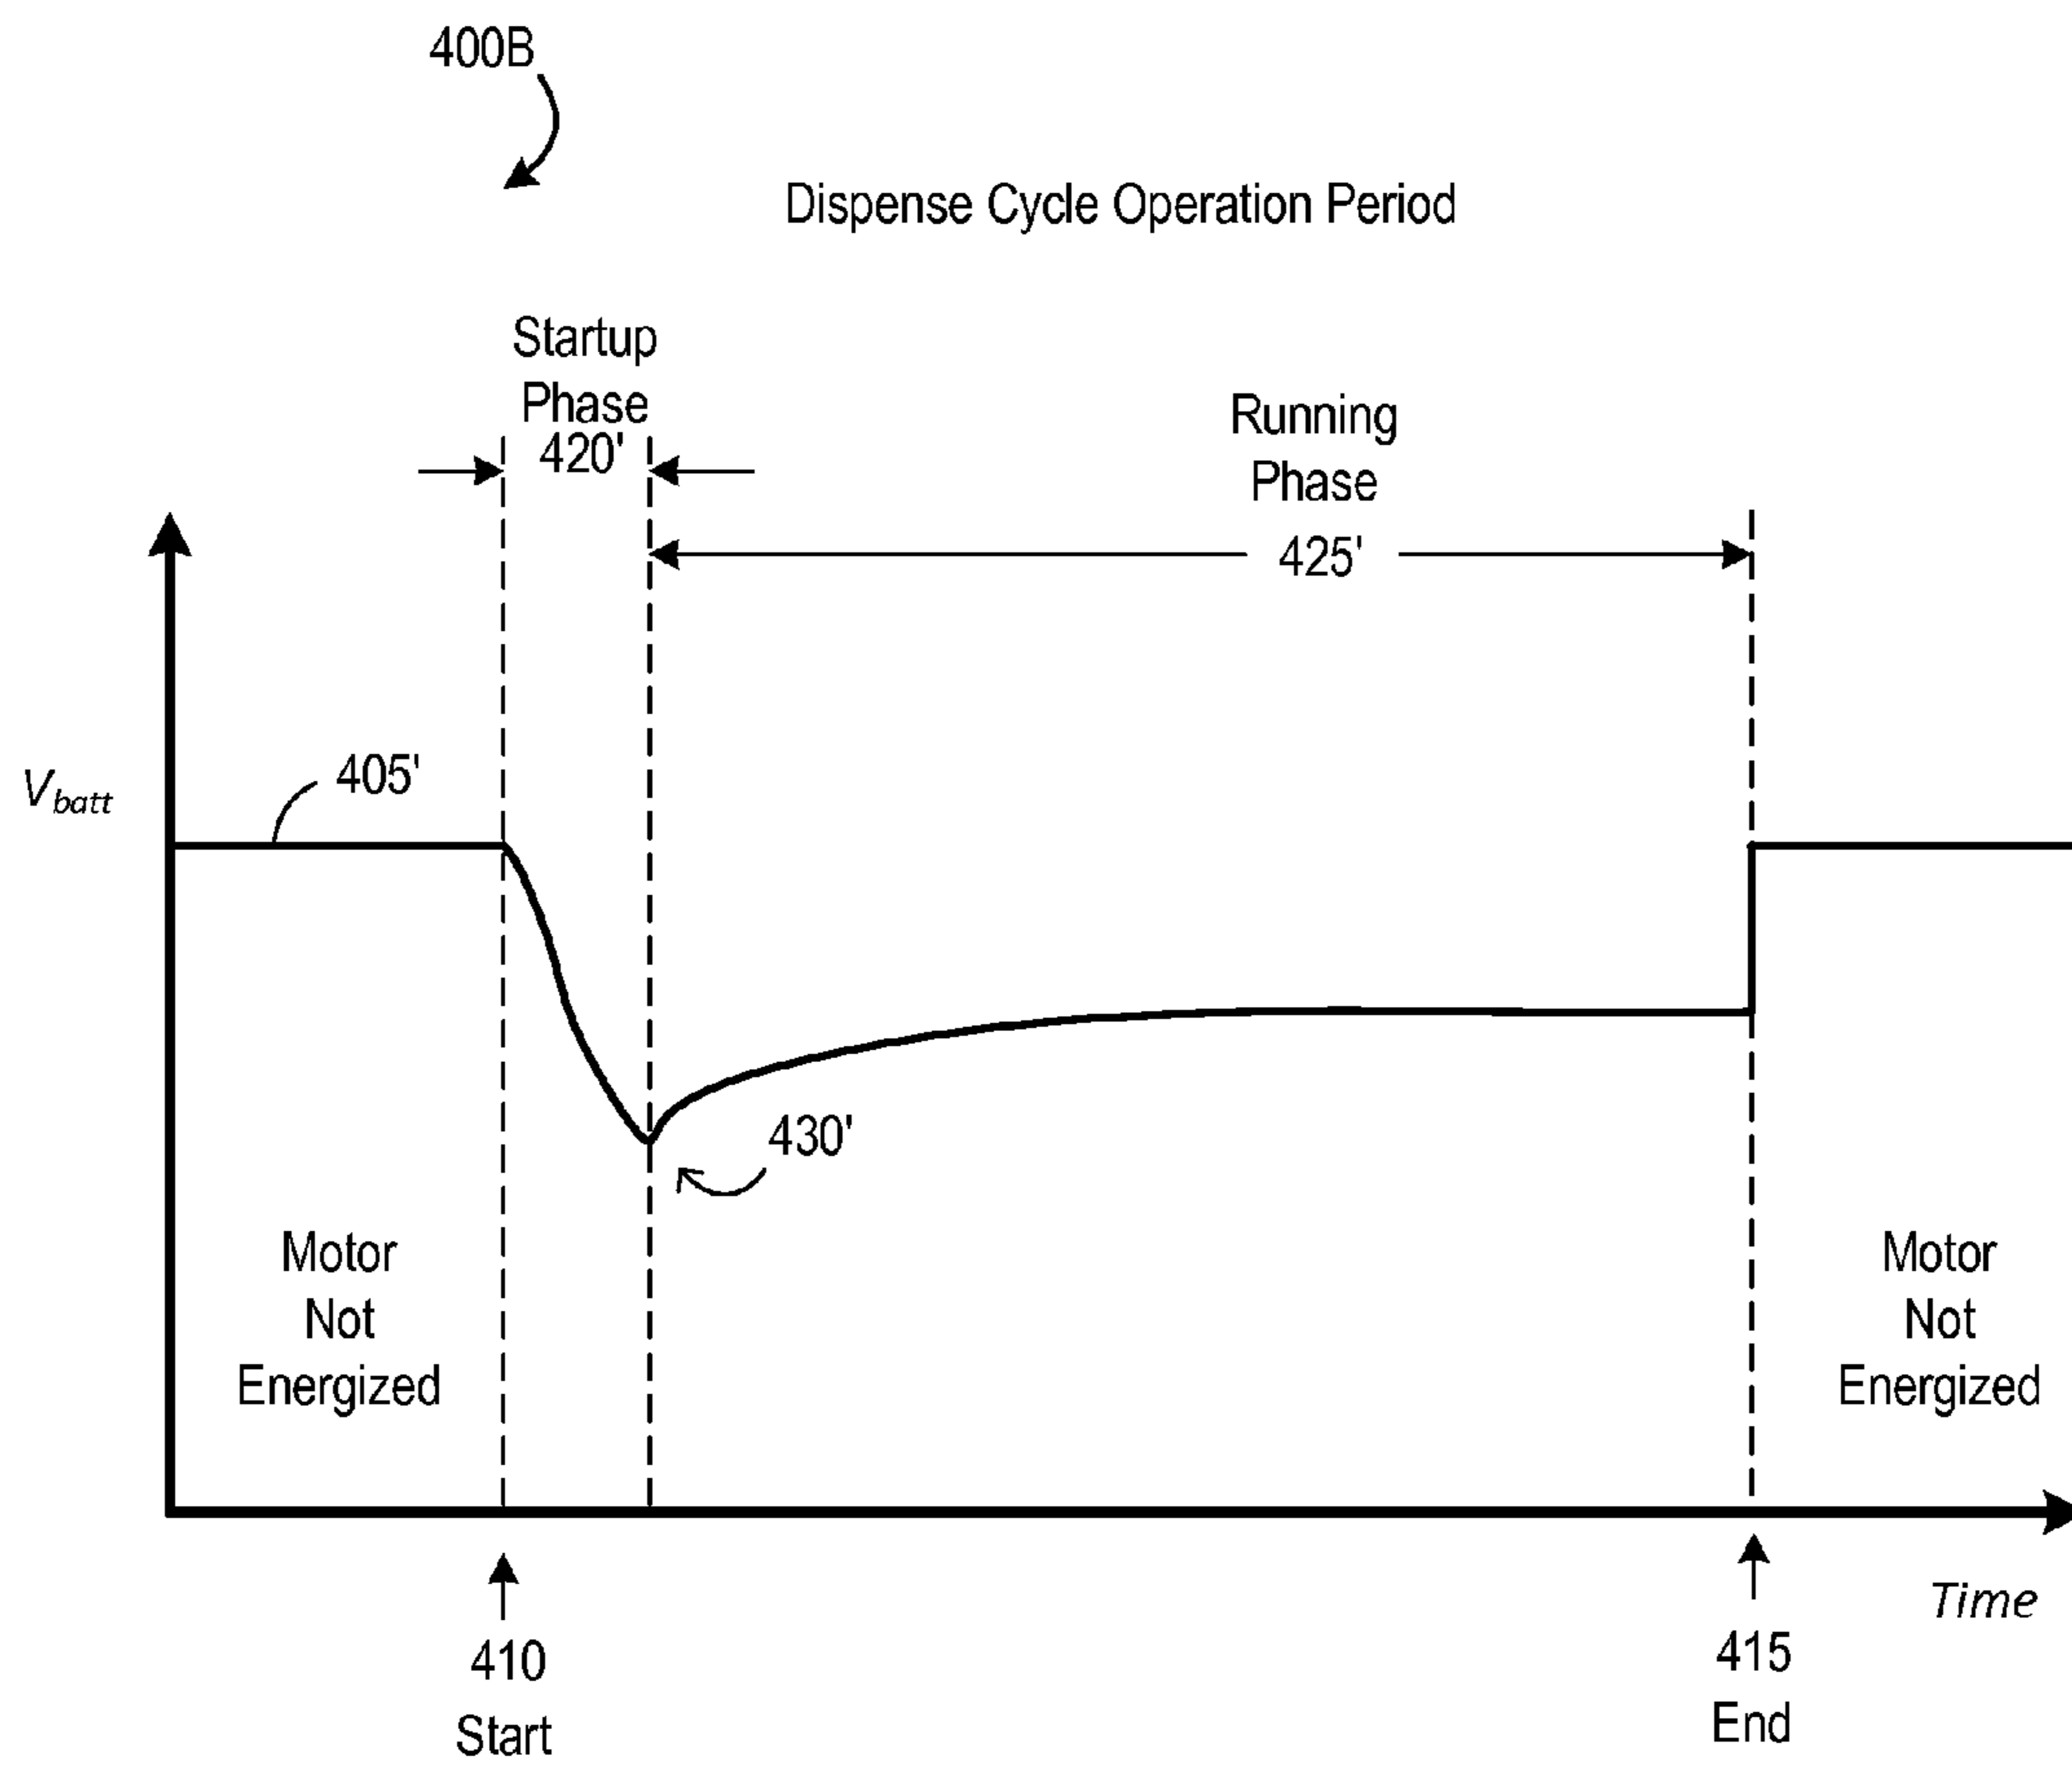 400B
Dispense Cycle Operation Period
Startup
Phase
420'
Running
Phase
425'
Vbatt
405'
430'
Motor
Not
Energized
Motor
Not
Energized
Time
410
Start
415
End